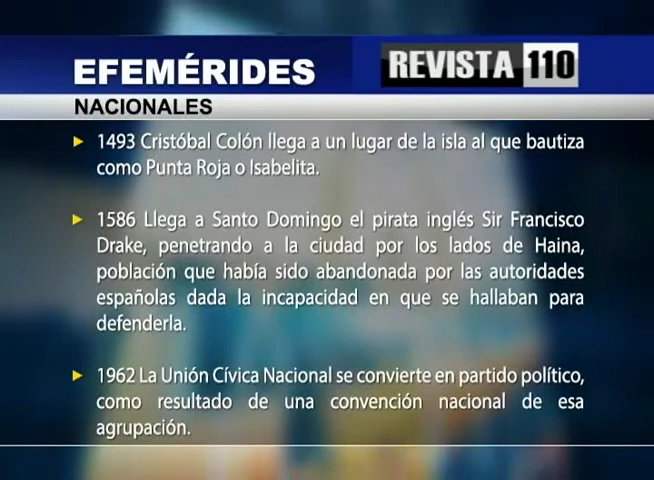 EFEMÉRIDES
REVISTA 110
NACIONALES
1493 Cristóbal Colón llega a un lugar de la isla al que bautiza
como Punta Roja o Isabelita.
1586 Llega a Santo Domingo el pirata inglés Sir Francisco
Drake, penetrando a la ciudad por los lados de Haina,
población que había sido abandonada por las autoridades
españolas dada la incapacidad en que se hallaban para
defenderla.
1962 La Unión Cívica Nacional se convierte en partido político,
como resultado de una convención nacional de esa
agrupación.